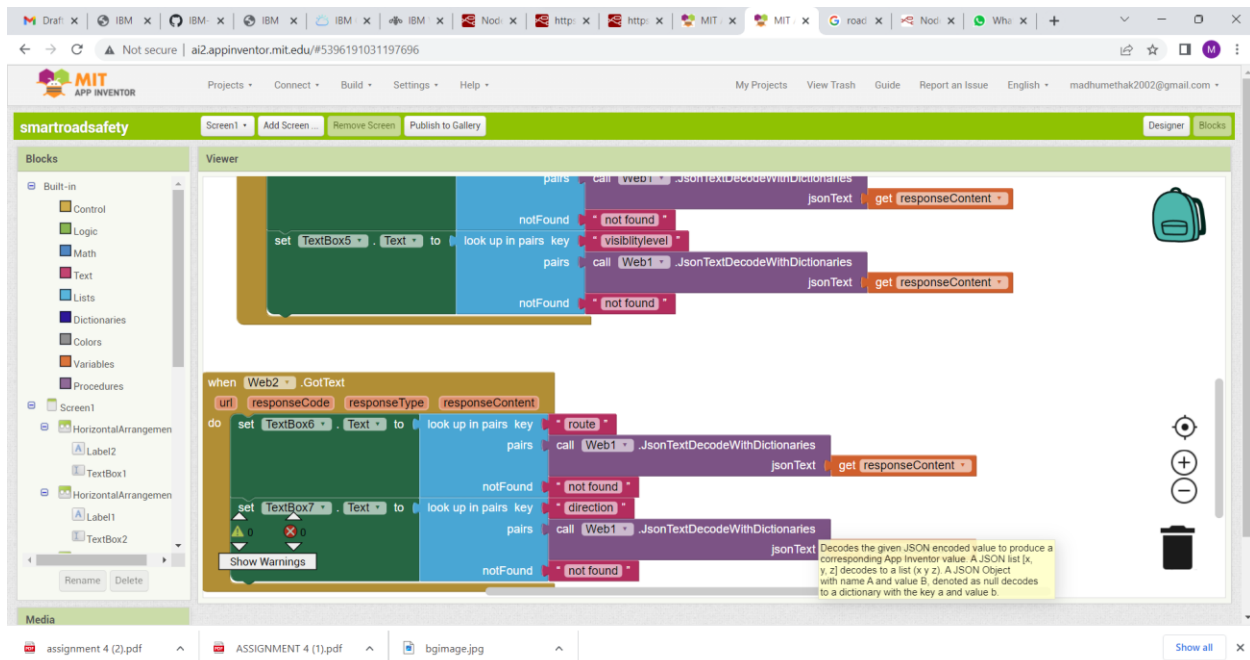 Draft
IBM
IBM-
IBM
IBM
IBM
Node
https
https
MIT
MIT
road
Nod
Wha
Not secure | ai2.appinventor.mit.edu/#5396191031197696
M
MIT
APP INVENTOR
Projects Connect Build Settings Help My Projects View Trash Guide Report an Issue English madhumethak2002@gmail.com
smartroadsafety Screen1 Add Screen ... Remove Screen Publish to Gallery Designer Blocks
Blocks Viewer
Built-in
Control
Logic
Math
Text
Lists
Dictionaries
Colors
Variables
Procedures
Screen1
HorizontalArrangemen
Label2
TextBox1
HorizontalArrangemen
Label1
TextBox2
Rename Delete
Media
pairs call Web1 .JsonTextDecodeWithDictionaries
jsonText get responseContent
notFound " not found "
set TextBox5 . Text to look up in pairs key " visiblitylevel "
pairs call Web1 .JsonTextDecodeWithDictionaries
jsonText get responseContent
notFound " not found "
when Web2 .GotText
url responseCode responseType responseContent
do set TextBox6 . Text to look up in pairs key " route "
pairs call Web1 .JsonTextDecodeWithDictionaries
jsonText get responseContent
notFound " not found "
set TextBox7 . Text to look up in pairs key " direction "
pairs call Web1 .JsonTextDecodeWithDictionaries
jsonText
notFound " not found "
0 0
Show Warnings
Decodes the given JSON encoded value to produce a
corresponding App Inventor value. A JSON list [x,
y, z] decodes to a list (x y z). A JSON Object
with name A and value B, denoted as null decodes
to a dictionary with the key a and value b.
assignment 4 (2).pdf ASSIGNMENT 4 (1).pdf bgimage.jpg Show all